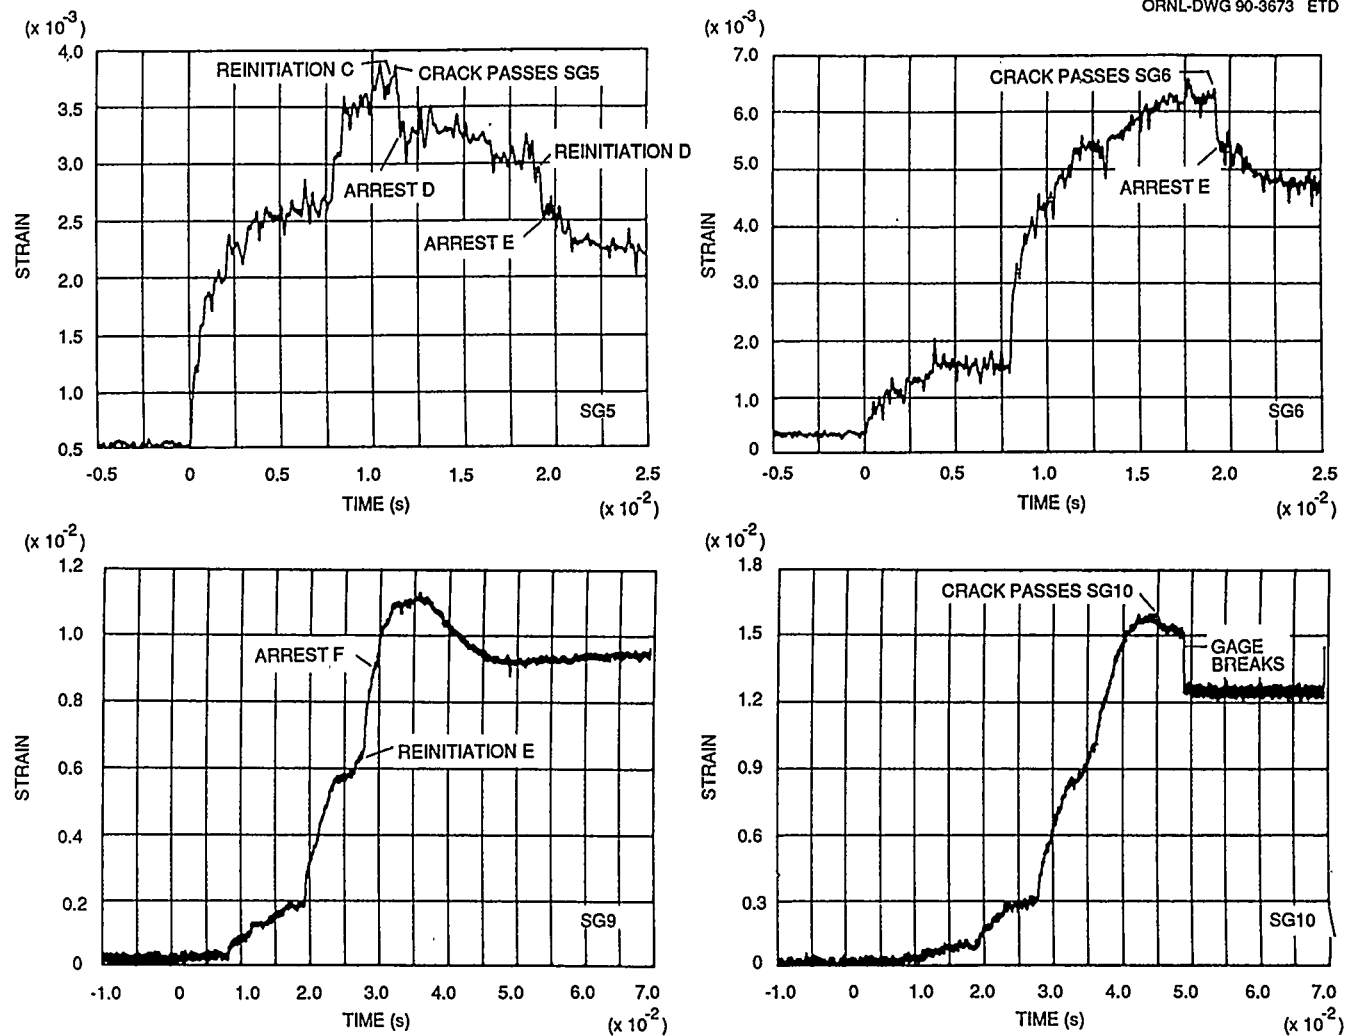 ORNL-DWG 90-3673 ETD
(x 10-3)
4.0
3.5
3.0
2.5
2.0
1.5
1.0
0.5
STRAIN
REINITIATION C
CRACK PASSES SG5
REINITIATION D
ARREST D
ARREST E
SG5
-0.5 0 0.5 1.0 1.5 2.0 2.5
TIME (s)
(x 10-2)
(x 10-3)
7.0
6.0
5.0
4.0
3.0
2.0
1.0
0
STRAIN
CRACK PASSES SG6
ARREST E
SG6
-0.5 0 0.5 1.0 1.5 2.0 2.5
TIME (s)
(x 10-2)
(x 10-2)
1.2
1.0
0.8
0.6
0.4
0.2
0
STRAIN
ARREST F
REINITIATION E
SG9
-1.0 0 1.0 2.0 3.0 4.0 5.0 6.0 7.0
TIME (s)
(x 10-2)
(x 10-2)
1.8
1.5
1.2
0.9
0.6
0.3
0
STRAIN
CRACK PASSES SG10
GAGE
BREAKS
SG10
-1.0 0 1.0 2.0 3.0 4.0 5.0 6.0 7.0
TIME (s)
(x 10-2)